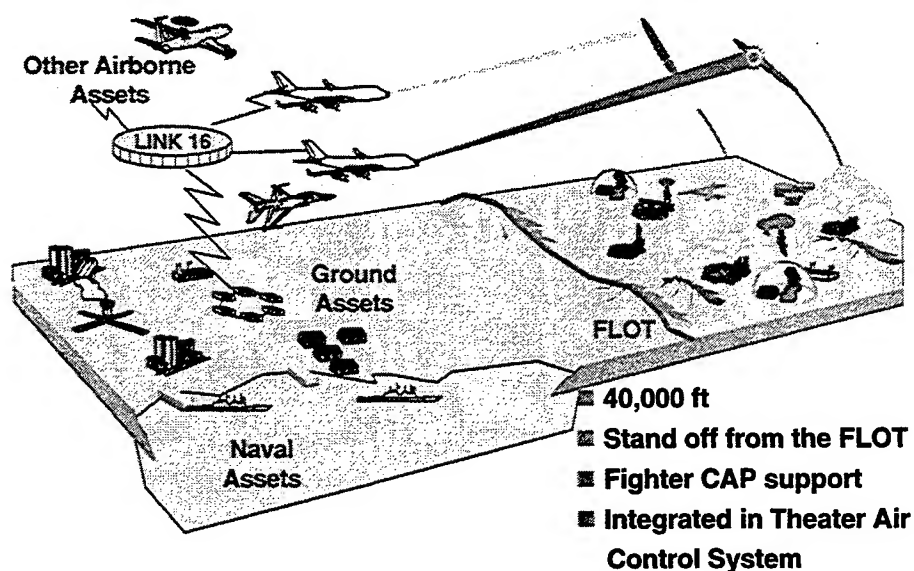 Other Airborne
Assets
LINK 16
Ground
Assets
FLOT
Naval
Assets
40,000 ft
Stand off from the FLOT
Fighter CAP support
Integrated in Theater Air
Control System